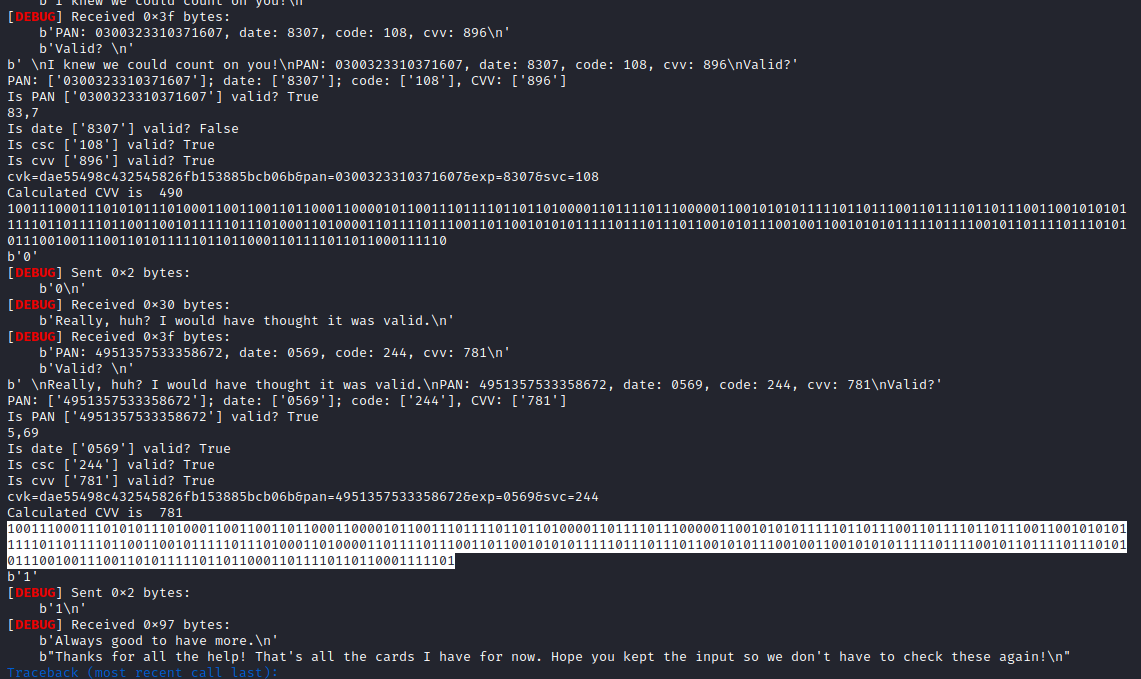 b'I knew we could count on you!\n'
[DEBUG] Received 0×3f bytes:
b'PAN: 0300323310371607, date: 8307, code: 108, cvv: 896\n'
b'Valid? \n'
b' \nI knew we could count on you!\nPAN: 0300323310371607, date: 8307, code: 108, cvv: 896\nValid?'
PAN: ['0300323310371607']; date: ['8307']; code: ['108'], CVV: ['896']
Is PAN ['0300323310371607'] valid? True
83,7
Is date ['8307'] valid? False
Is csc ['108'] valid? True
Is cvv ['896'] valid? True
cvk=dae55498c432545826fb153885bcb06b&pan=0300323310371607&exp=8307&svc=108
Calculated CVV is  490
b'0'
[DEBUG] Sent 0×2 bytes:
b'0\n'
[DEBUG] Received 0×30 bytes:
b'Really, huh? I would have thought it was valid.\n'
[DEBUG] Received 0×3f bytes:
b'PAN: 4951357533358672, date: 0569, code: 244, cvv: 781\n'
b'Valid? \n'
b' \nReally, huh? I would have thought it was valid.\nPAN: 4951357533358672, date: 0569, code: 244, cvv: 781\nValid?'
PAN: ['4951357533358672']; date: ['0569']; code: ['244'], CVV: ['781']
Is PAN ['4951357533358672'] valid? True
5,69
Is date ['0569'] valid? True
Is csc ['244'] valid? True
Is cvv ['781'] valid? True
cvk=dae55498c432545826fb153885bcb06b&pan=4951357533358672&exp=0569&svc=244
Calculated CVV is  781
b'1'
[DEBUG] Sent 0×2 bytes:
b'1\n'
[DEBUG] Received 0×97 bytes:
b'Always good to have more.\n'
b"Thanks for all the help! That's all the cards I have for now. Hope you kept the input so we don't have to check these again!\n"
Traceback (most recent call last):